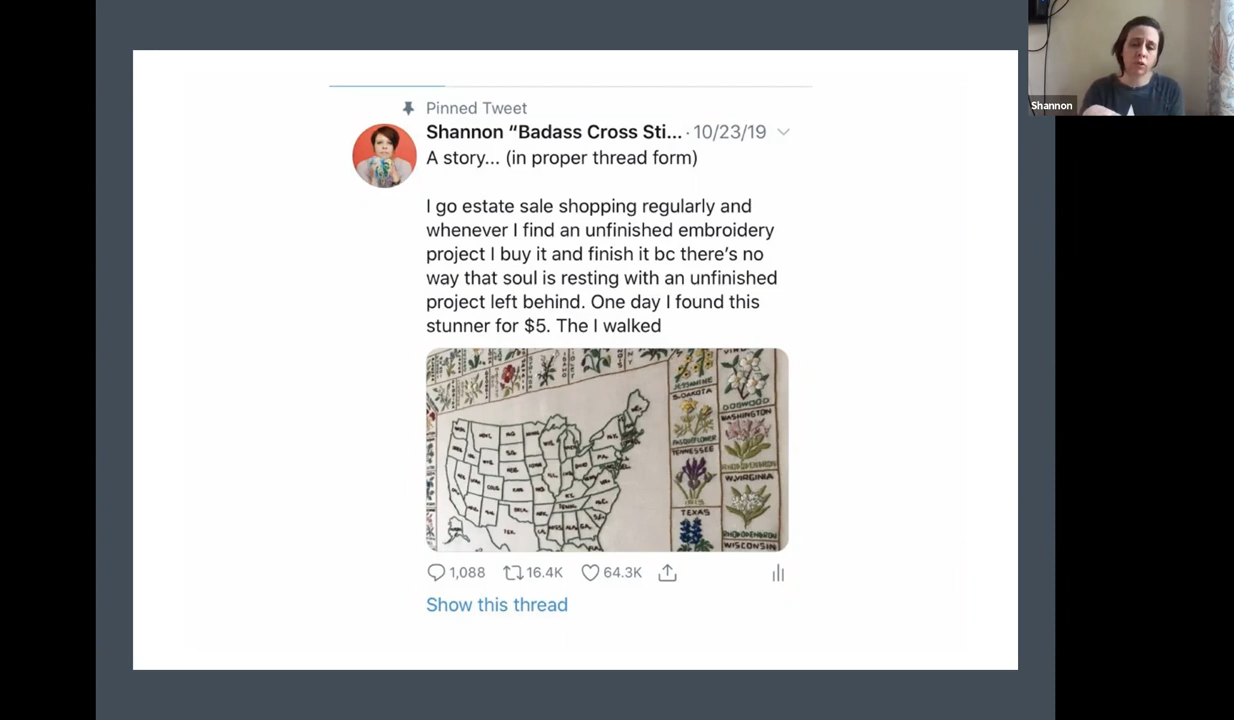 Shannon
Pinned Tweet
Shannon “Badass Cross Sti... · 10/23/19
A story... (in proper thread form)
I go estate sale shopping regularly and
whenever I find an unfinished embroidery
project I buy it and finish it bc there’s no
way that soul is resting with an unfinished
project left behind. One day I found this
stunner for $5. The I walked
JESSAMINE
S.DAKOTA
PASQUEFLOWER
TENNESSEE
IRIS
TEXAS
DOGWOOD
WASHINGTON
RHODODENDRON
W.VIRGINIA
RHODODENDRON
WISCONSIN
1,088
16.4K
64.3K
Show this thread